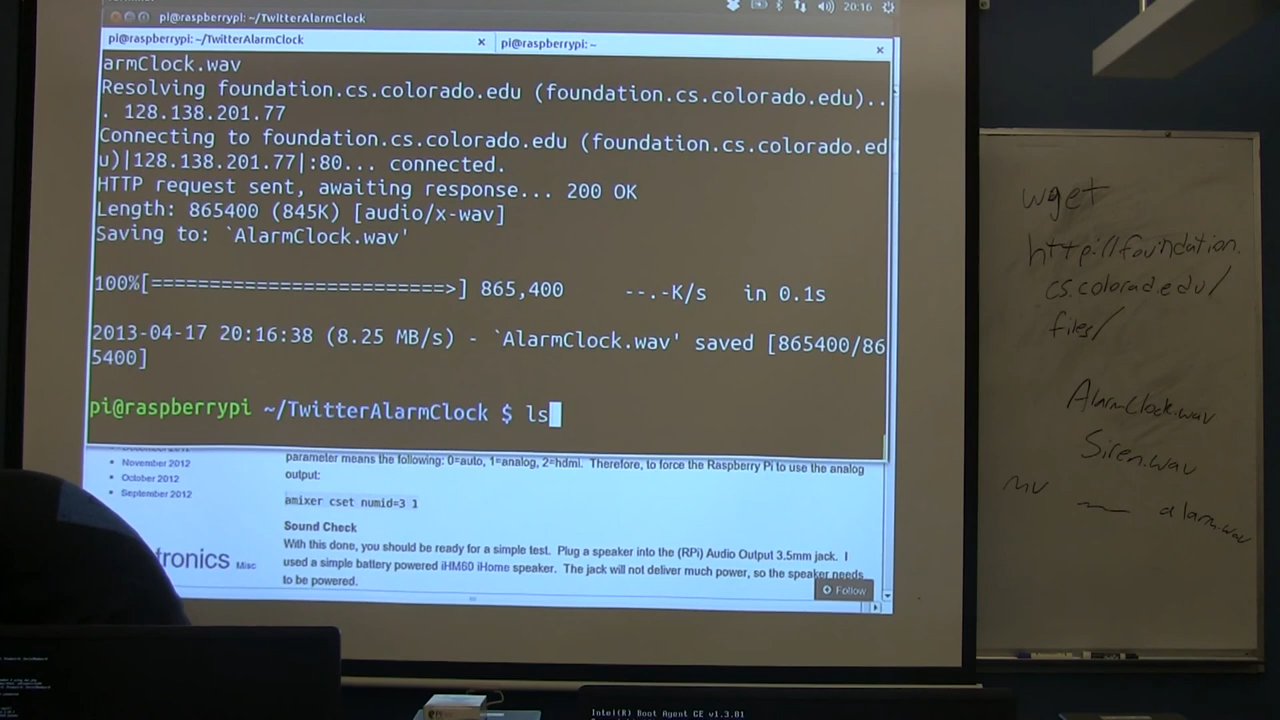 20:16
pi@raspberrypi: ~/TwitterAlarmClock
pi@raspberrypi: ~/TwitterAlarmClock
pi@raspberrypi: ~
armClock.wav
Resolving foundation.cs.colorado.edu (foundation.cs.colorado.edu)..
. 128.138.201.77
Connecting to foundation.cs.colorado.edu (foundation.cs.colorado.ed
u)|128.138.201.77|:80... connected.
HTTP request sent, awaiting response... 200 OK
Length: 865400 (845K) [audio/x-wav]
Saving to: `AlarmClock.wav'
100%[========================>] 865,400 --.-K/s in 0.1s
2013-04-17 20:16:38 (8.25 MB/s) - `AlarmClock.wav' saved [865400/86
5400]
pi@raspberrypi ~/TwitterAlarmClock $ ls
November 2012
October 2012
September 2012
parameter means the following: 0=auto, 1=analog, 2=hdmi. Therefore, to force the Raspberry Pi to use the analog
output:
amixer cset numid=3 1
Sound Check
With this done, you should be ready for a simple test. Plug a speaker into the (RPi) Audio Output 3.5mm jack. I
used a simple battery powered iHM60 iHome speaker. The jack will not deliver much power, so the speaker needs
to be powered.
tronics Misc
Follow
wget
http://foundation.
cs.colorad.edu/
files/
AlarmClock.wav
Siren.wav
mv __ alarm.wav
Intel(R) Boot Agent GE v1.3.81